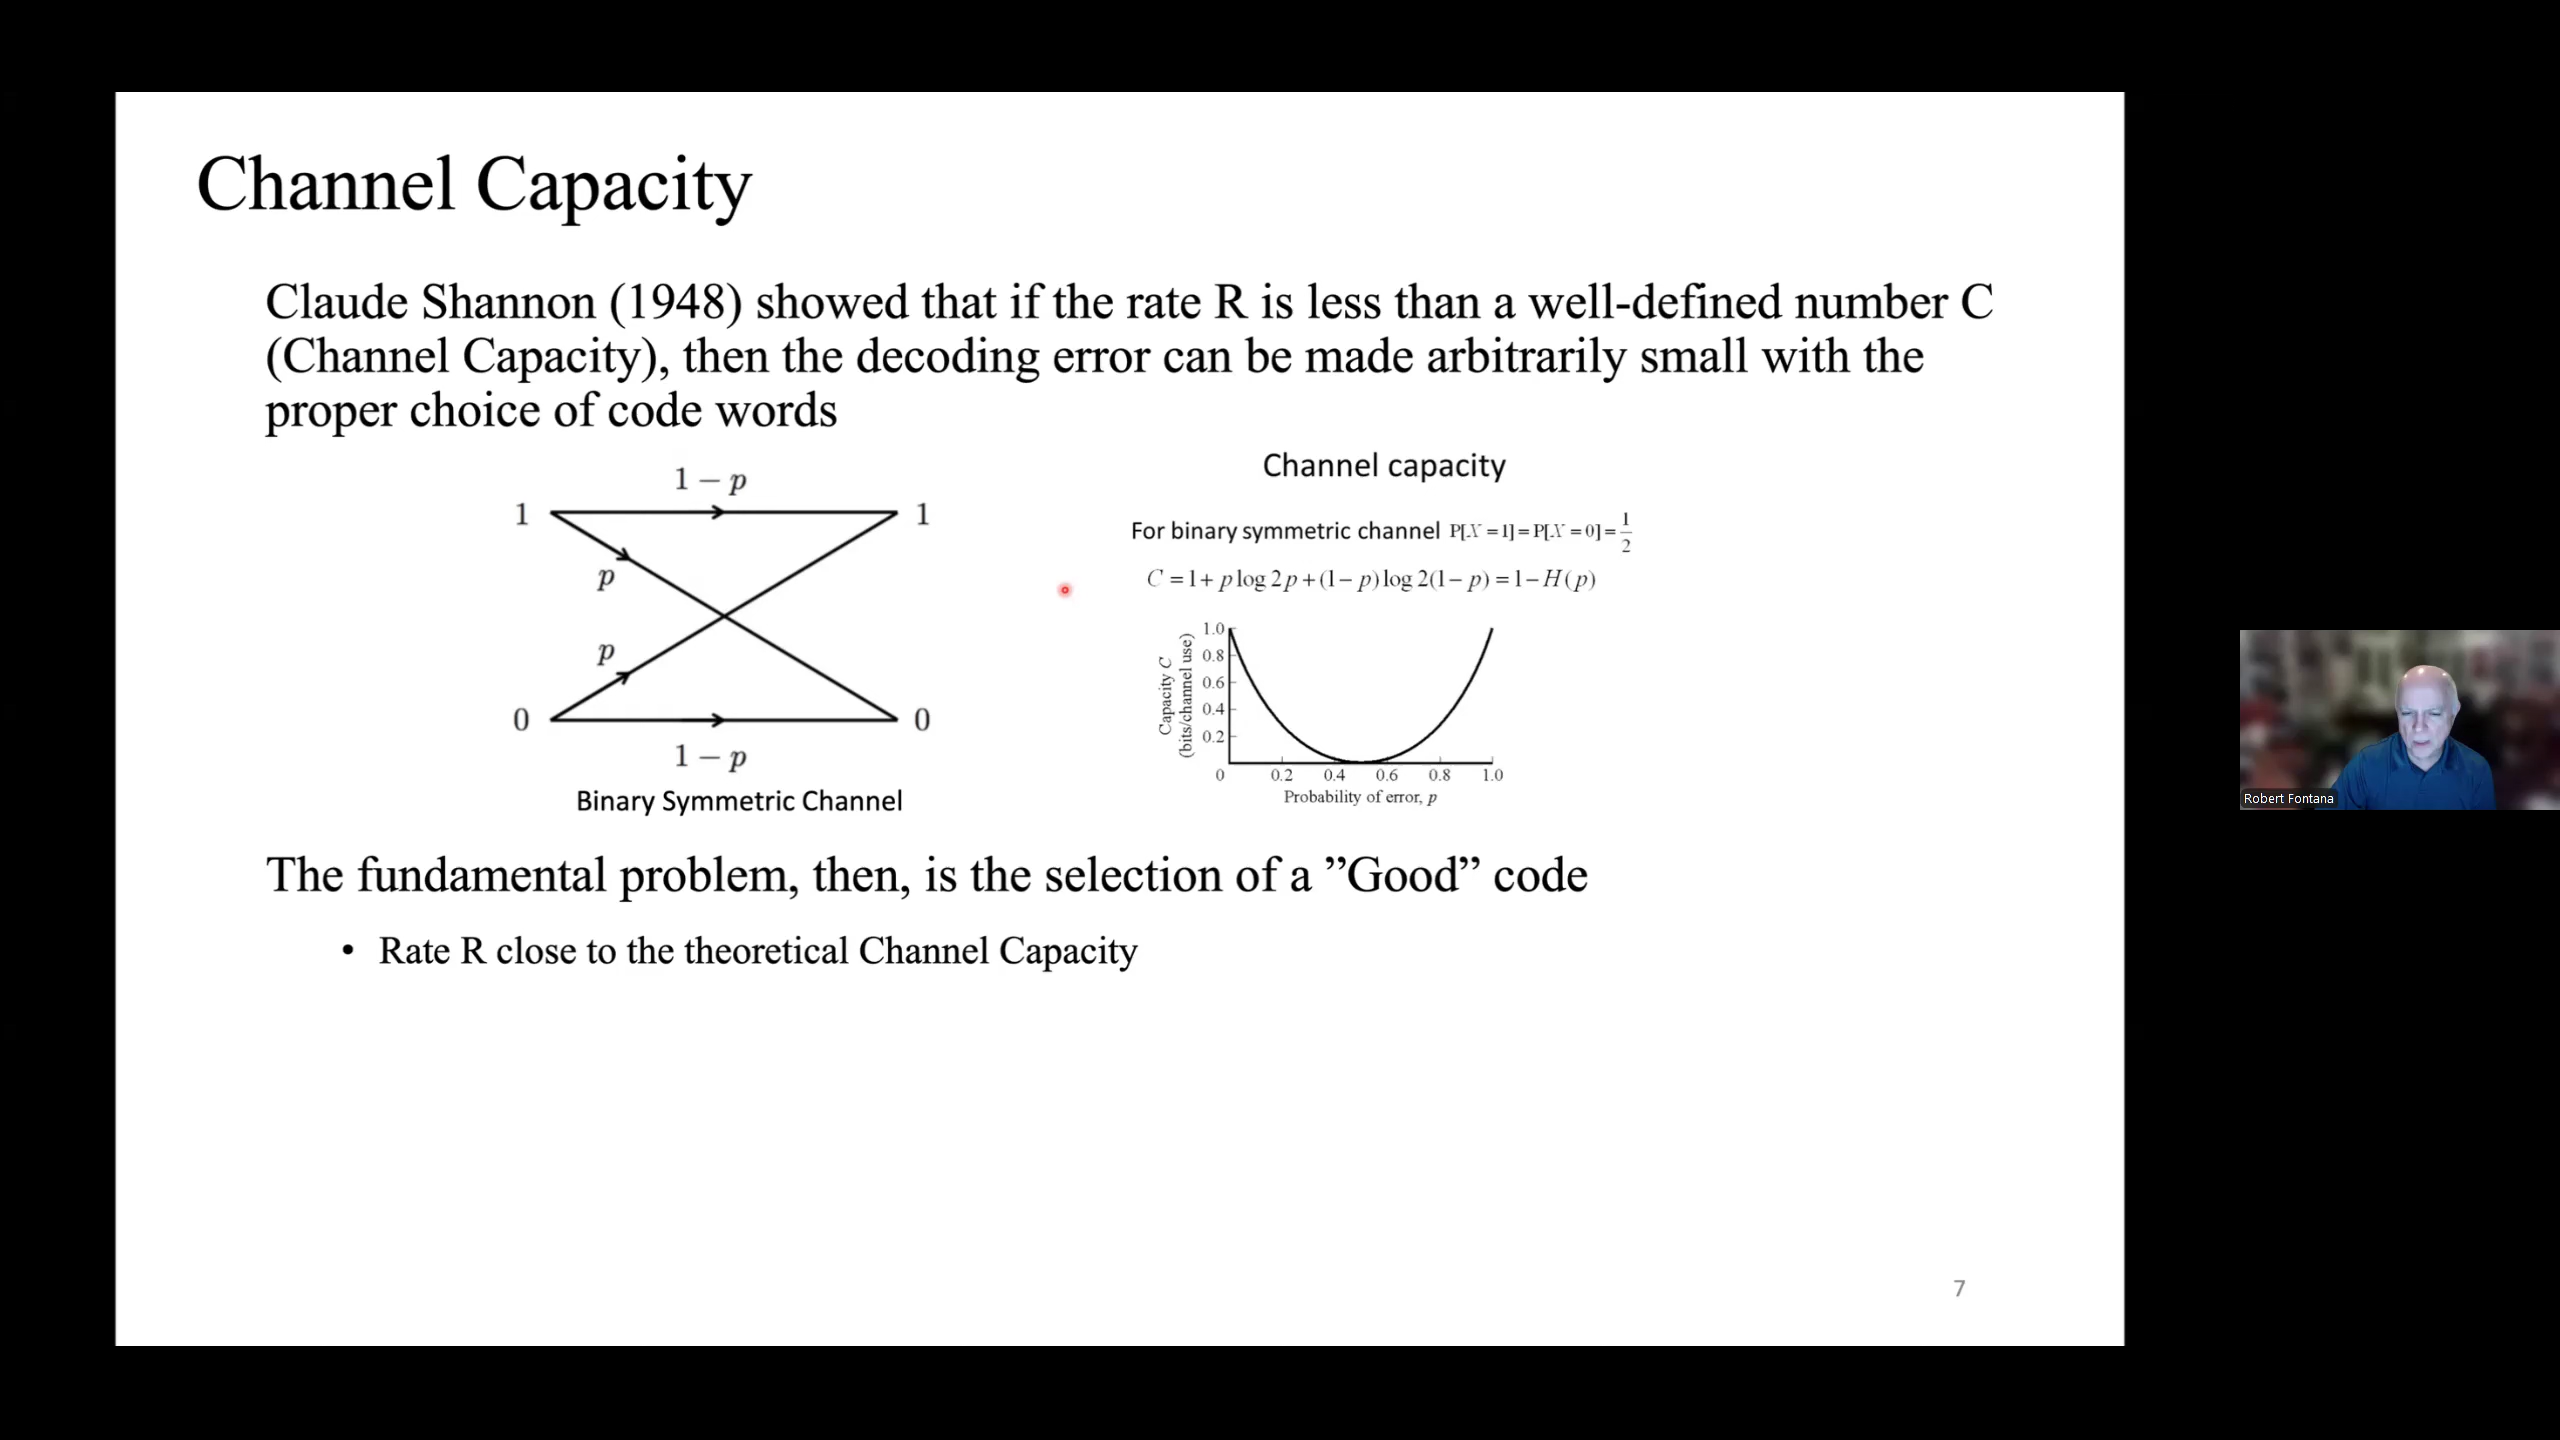 Channel Capacity
Claude Shannon (1948) showed that if the rate R is less than a well-defined number C
(Channel Capacity), then the decoding error can be made arbitrarily small with the
proper choice of code words
1 − p
1
1
p
p
0
0
1 − p
Binary Symmetric Channel
Channel capacity
For binary symmetric channel P[X = 1] = P[X = 0] = 1/2
C = 1 + p log 2 p + (1 − p) log 2(1 − p) = 1 − H(p)
Capacity C
(bits/channel use)
1.0
0.8
0.6
0.4
0.2
0 0.2 0.4 0.6 0.8 1.0
Probability of error, p
The fundamental problem, then, is the selection of a ”Good” code
• Rate R close to the theoretical Channel Capacity
7
Robert Fontana